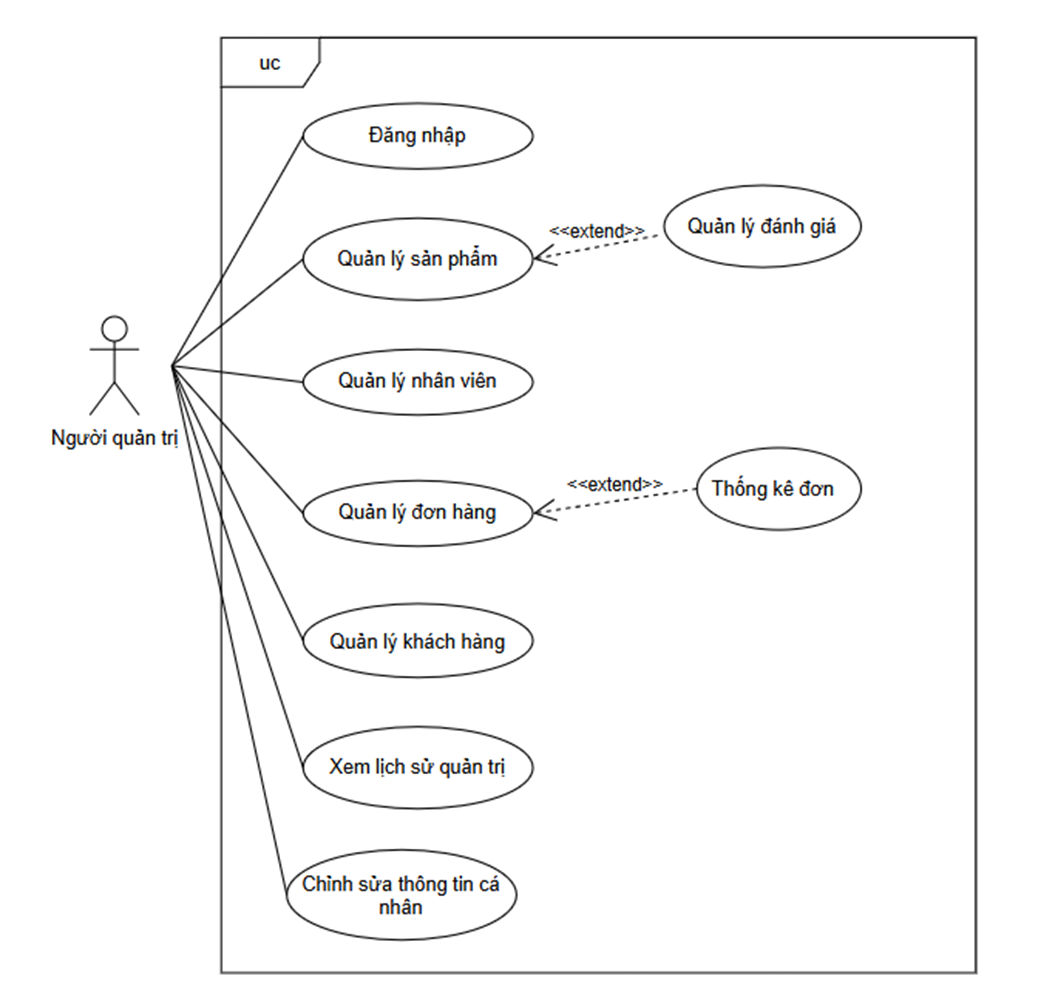 uc
Đăng nhập
<<extend>>
Quản lý đánh giá
Quản lý sản phẩm
Quản lý nhân viên
Người quản trị
<<extend>>
Thống kê đơn
Quản lý đơn hàng
Quản lý khách hàng
Xem lịch sử quản trị
Chỉnh sửa thông tin cá
nhân